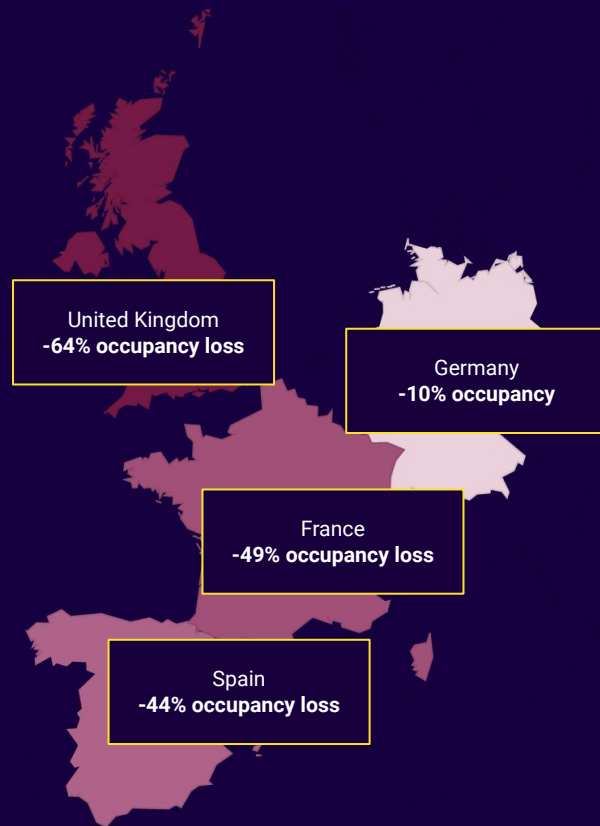 United Kingdom
-64% occupancy loss
Germany
-10% occupancy
France
-49% occupancy loss
Spain
-44% occupancy loss